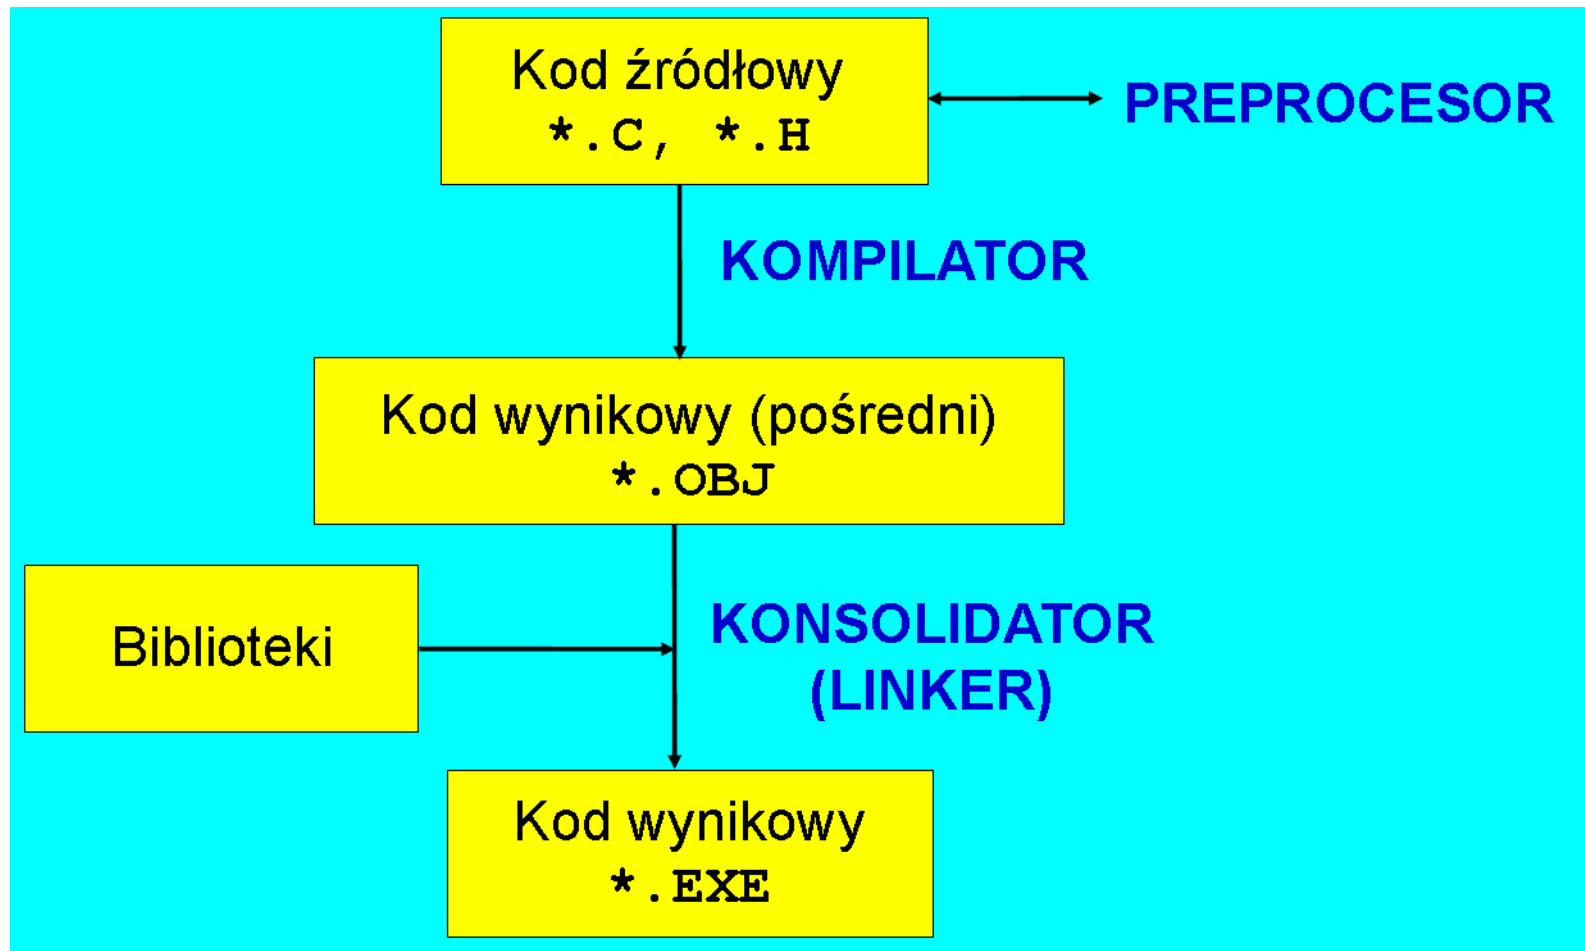 Kod źródłowy
*.C, *.H
PREPROCESOR
KOMPILATOR
Kod wynikowy (pośredni)
*.OBJ
Biblioteki
KONSOLIDATOR
(LINKER)
Kod wynikowy
*.EXE